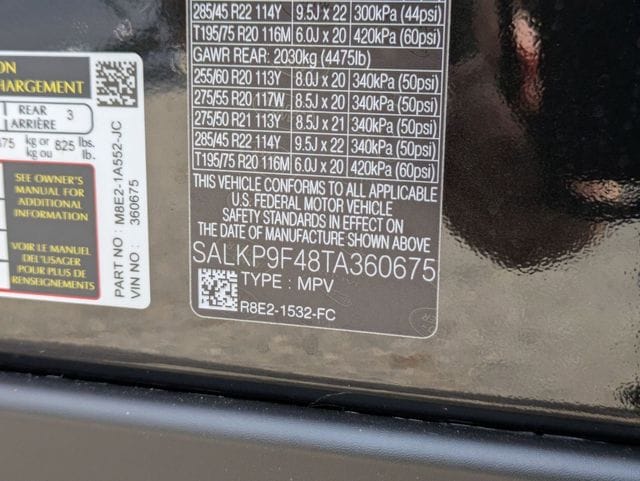 285/45 R22 114Y 9.5J x 22 300kPa (44psi)
T195/75 R20 116M 6.0J x 20 420kPa (60psi)
GAWR REAR: 2030kg (4475lb)
255/60 R20 113Y 8.0J x 20 340kPa (50psi)
275/55 R20 117W 8.5J x 20 340kPa (50psi)
275/50 R21 113Y 8.5J x 21 340kPa (50psi)
285/45 R22 114Y 9.5J x 22 340kPa (50psi)
T195/75 R20 116M 6.0J x 20 420kPa (60psi)
THIS VEHICLE CONFORMS TO ALL APPLICABLE
U.S. FEDERAL MOTOR VEHICLE
SAFETY STANDARDS IN EFFECT ON
THE DATE OF MANUFACTURE SHOWN ABOVE
SALKP9F48TA360675
TYPE : MPV
R8E2-1532-FC
ON
CHARGEMENT
REAR 3
ARRIÈRE
75 kg or 825 lbs.
kg ou lb.
SEE OWNER'S
MANUAL FOR
ADDITIONAL
INFORMATION
VOIR LE MANUEL
DE L'USAGER
POUR PLUS DE
RENSEIGNEMENTS
PART NO : M8E2-1A552-JC
VIN NO : 360675